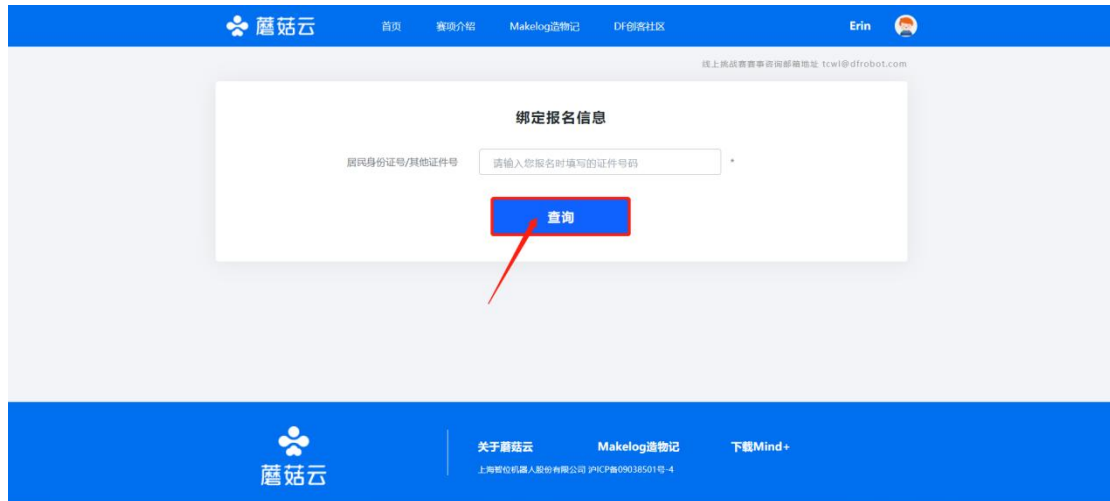 蘑菇云 首页 赛项介绍 Makelog造物记 DF创客社区 Erin
线上挑战赛赛事咨询邮箱地址 tcwl@dfrobot.com
绑定报名信息
居民身份证号/其他证件号 请输入您报名时填写的证件号码 *
查询
蘑菇云
关于蘑菇云 Makelog造物记 下载Mind+
上海智位机器人股份有限公司 沪ICP备09038501号-4